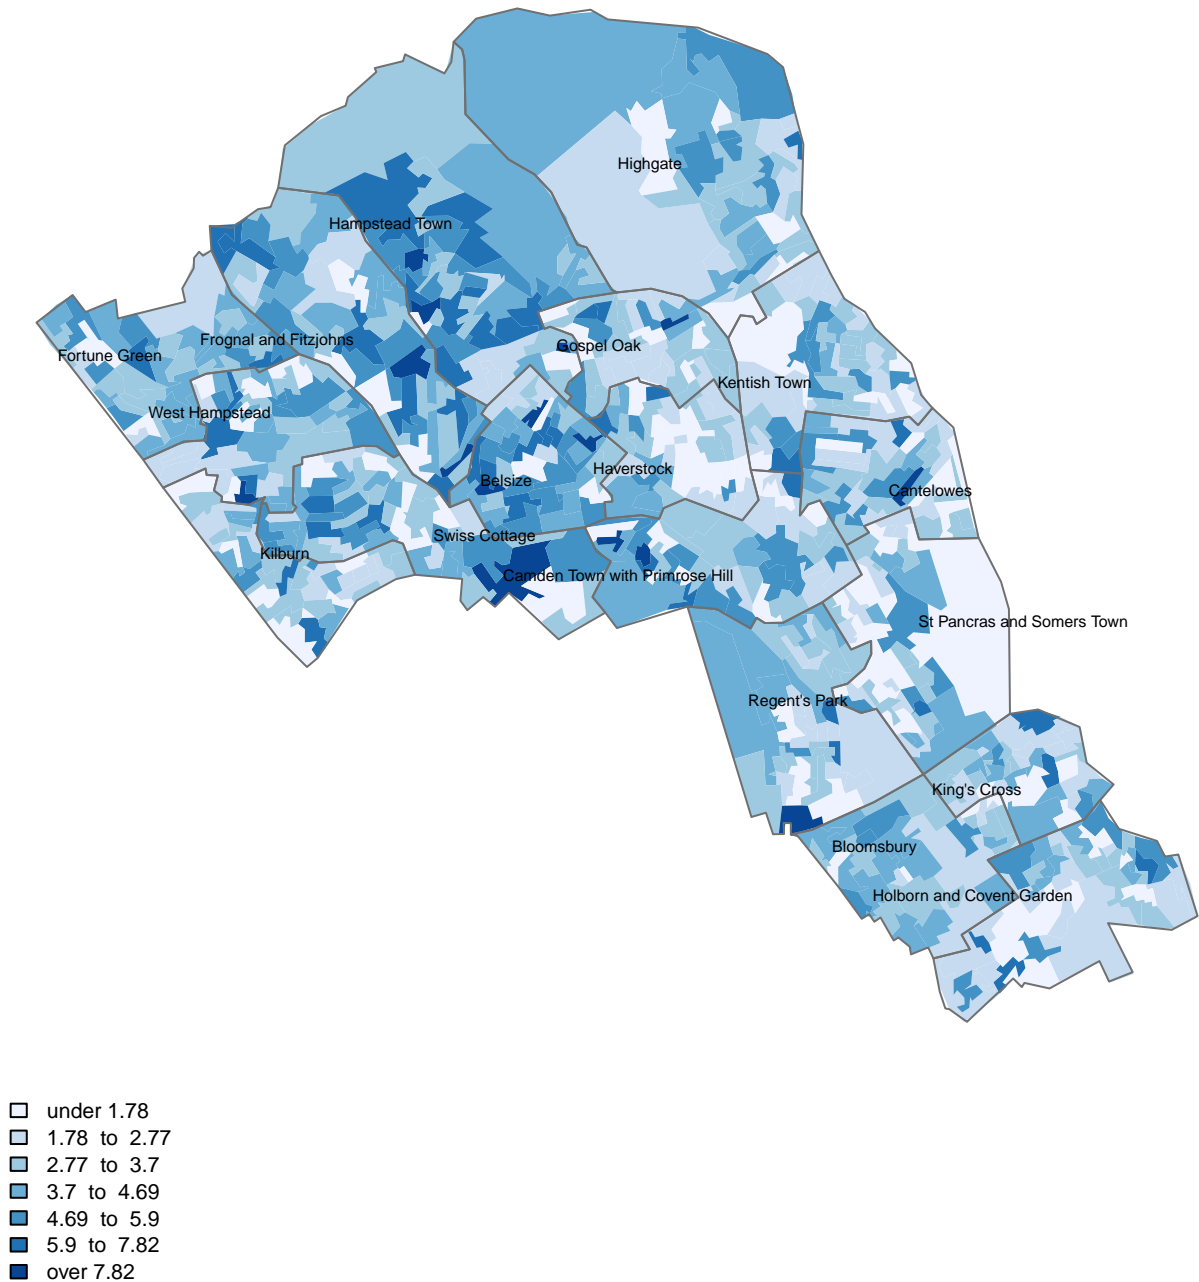 Highgate
Hampstead Town
Frognal and Fitzjohns
Gospel Oak
Fortune Green
Kentish Town
West Hampstead
Haverstock
Belsize
Cantelowes
Swiss Cottage
Kilburn
Camden Town with Primrose Hill
St Pancras and Somers Town
Regent's Park
King's Cross
Bloomsbury
Holborn and Covent Garden
under 1.78
1.78 to 2.77
2.77 to 3.7
3.7 to 4.69
4.69 to 5.9
5.9 to 7.82
over 7.82